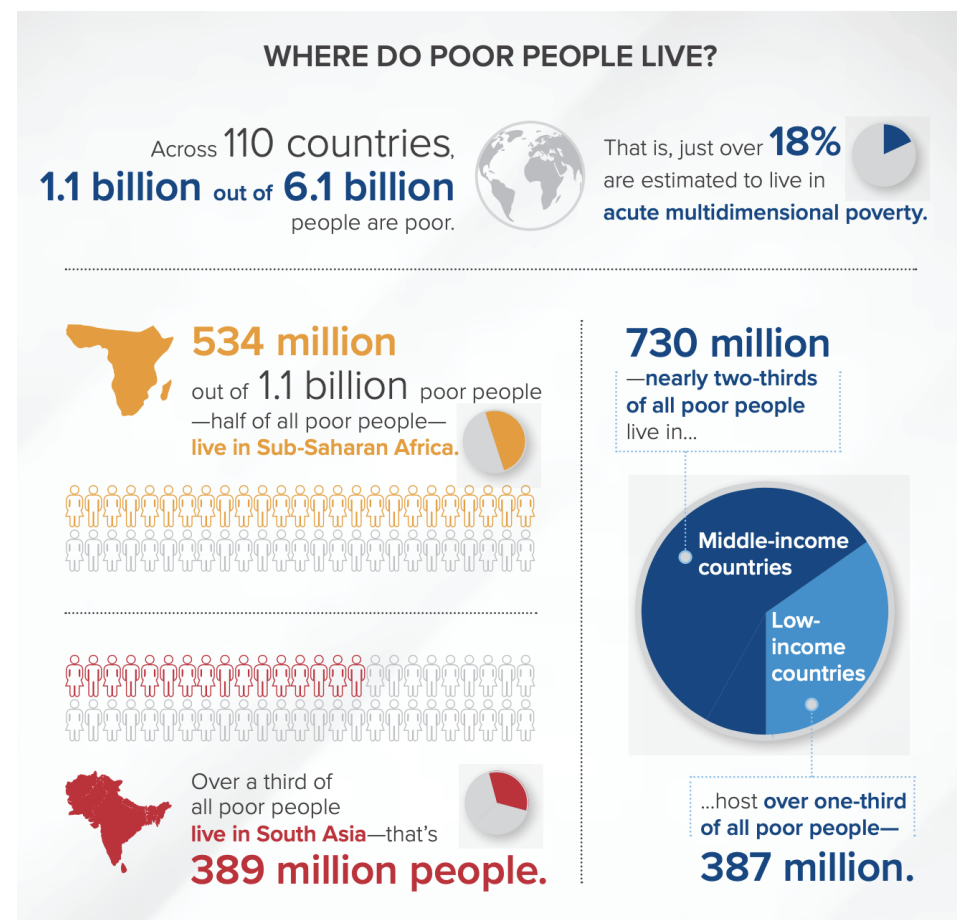 WHERE DO POOR PEOPLE LIVE?
Across 110 countries,
1.1 billion out of 6.1 billion
people are poor.
That is, just over 18%
are estimated to live in
acute multidimensional poverty.
534 million
out of 1.1 billion poor people
—half of all poor people—
live in Sub-Saharan Africa.
Over a third of
all poor people
live in South Asia—that's
389 million people.
730 million
—nearly two-thirds
of all poor people
live in...
Middle-income
countries
Low-
income
countries
...host over one-third
of all poor people—
387 million.